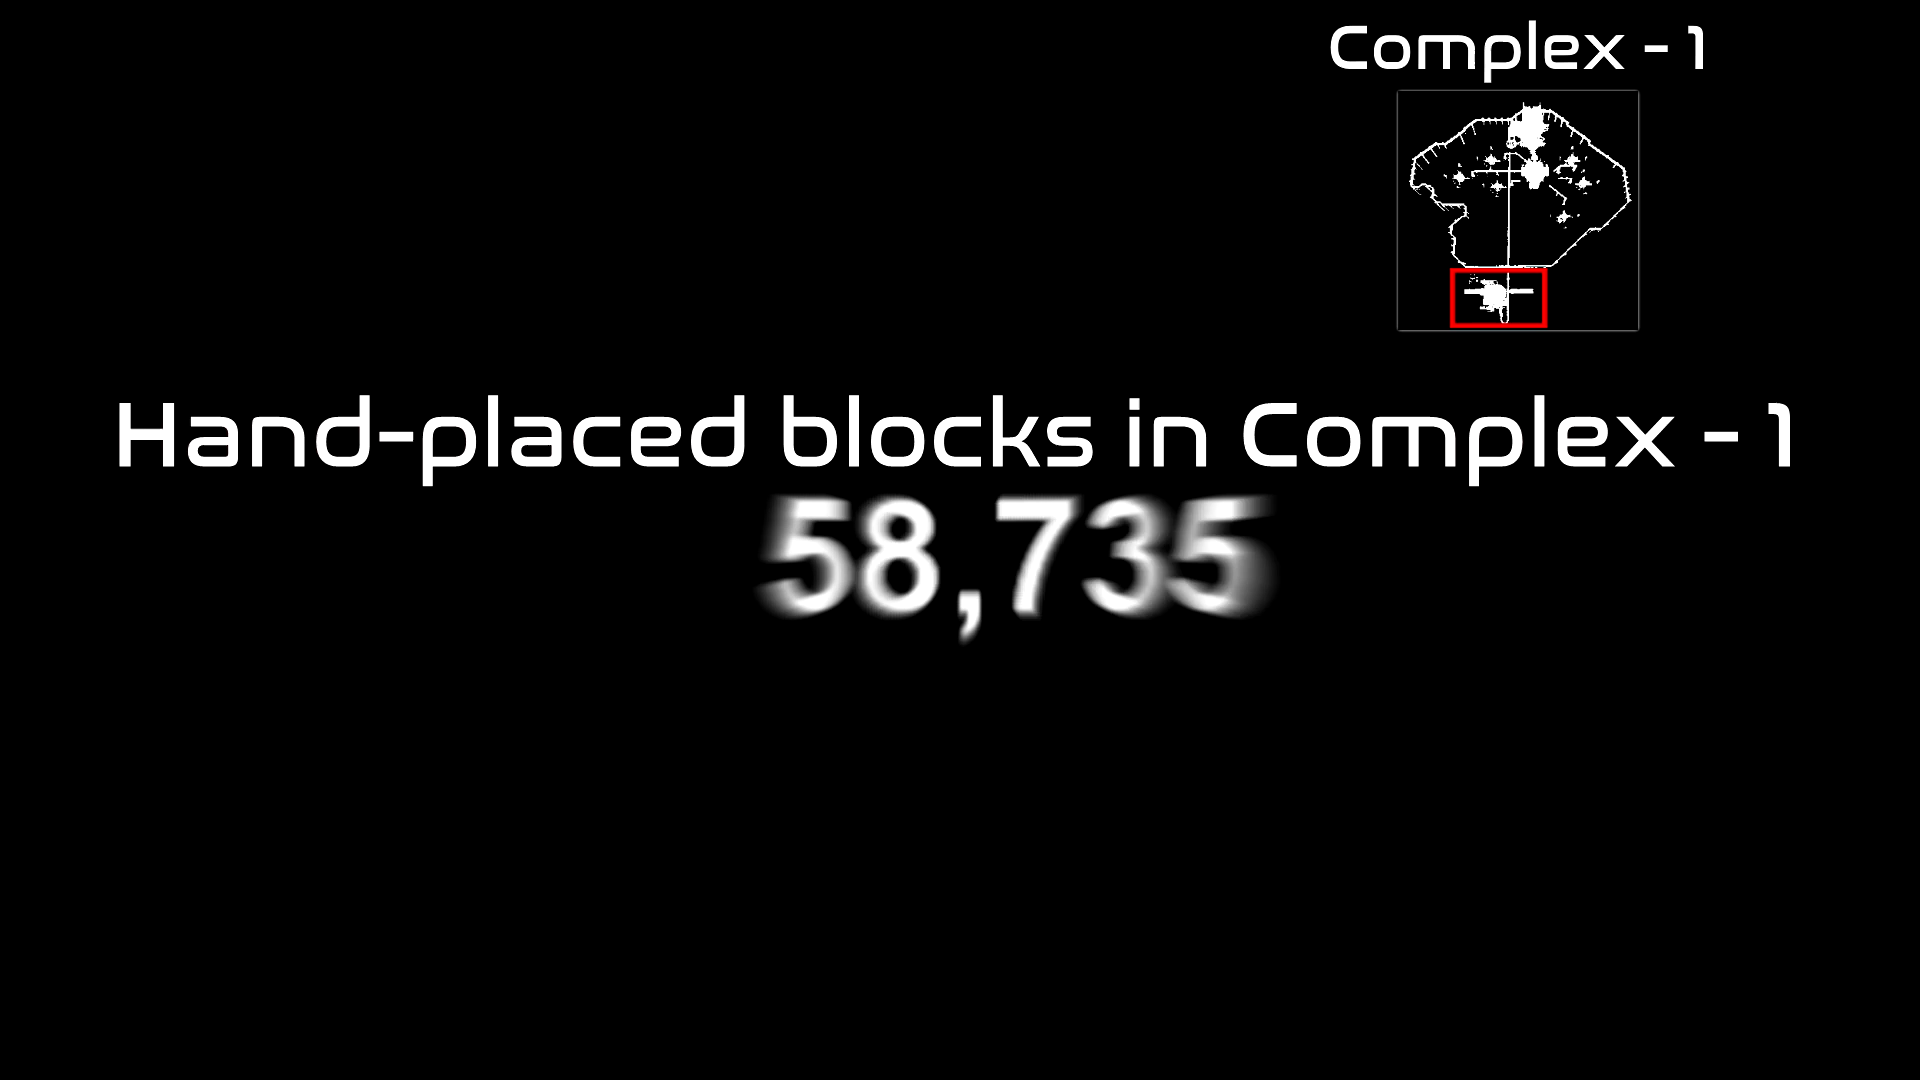 Complex - 1
Hand-placed blocks in Complex - 1
58,735